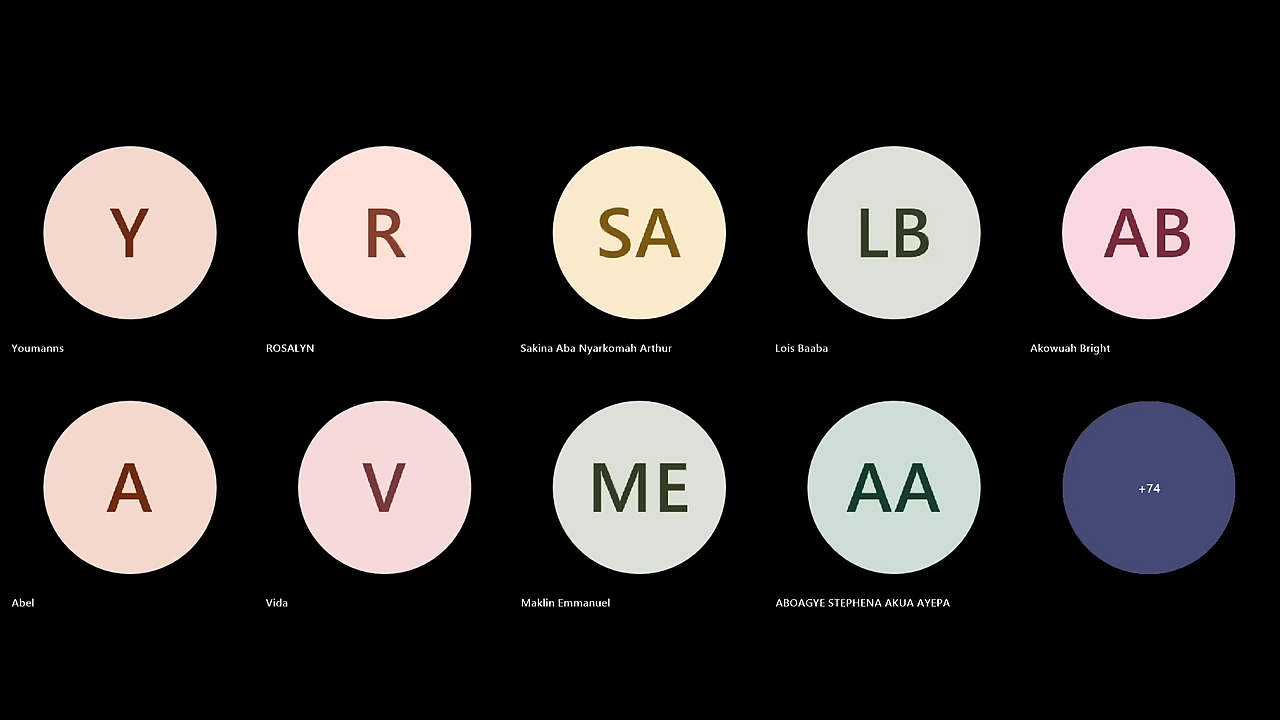 Y
R
SA
LB
AB
Youmanns
ROSALYN
Sakina Aba Nyarkomah Arthur
Lois Baaba
Akowuah Bright
A
V
ME
AA
+74
Abel
Vida
Maklin Emmanuel
ABOAGYE STEPHENA AKUA AYEPA